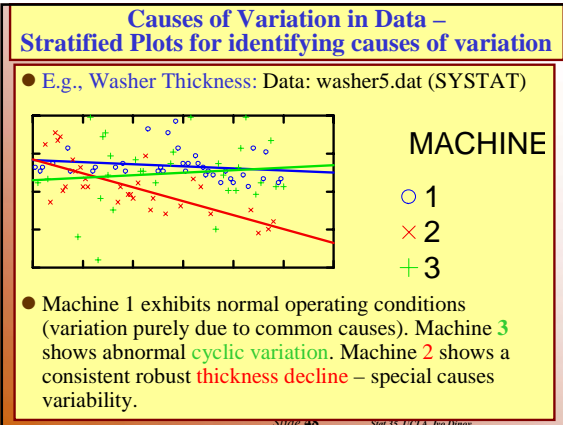 Causes of Variation in Data –
Stratified Plots for identifying causes of variation
E.g., Washer Thickness: Data: washer5.dat (SYSTAT)
MACHINE
1
2
3
Machine 1 exhibits normal operating conditions
(variation purely due to common causes). Machine 3
shows abnormal cyclic variation. Machine 2 shows a
consistent robust thickness decline – special causes
variability.
Slide 48 Stat 35, UCLA, Ivo Dinov